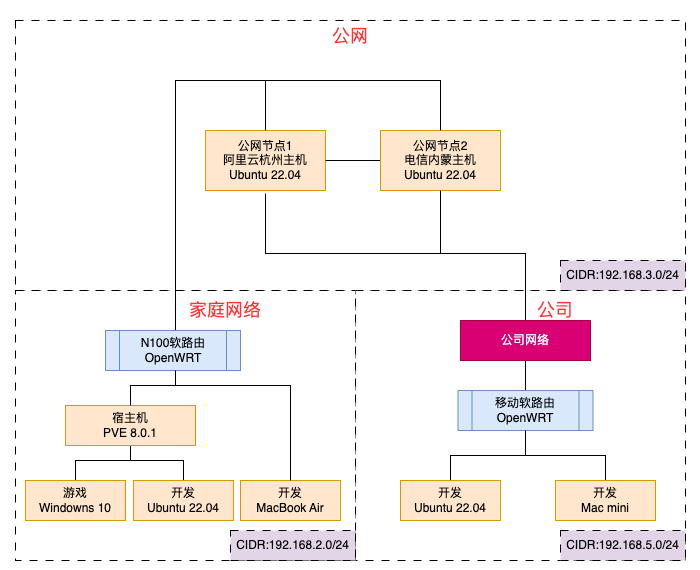 公网
公网节点1
阿里云杭州主机
Ubuntu 22.04
公网节点2
电信内蒙主机
Ubuntu 22.04
CIDR:192.168.3.0/24
家庭网络
N100软路由
OpenWRT
宿主机
PVE 8.0.1
游戏
Windowns 10
开发
Ubuntu 22.04
开发
MacBook Air
CIDR:192.168.2.0/24
公司
公司网络
移动软路由
OpenWRT
开发
Ubuntu 22.04
开发
Mac mini
CIDR:192.168.5.0/24